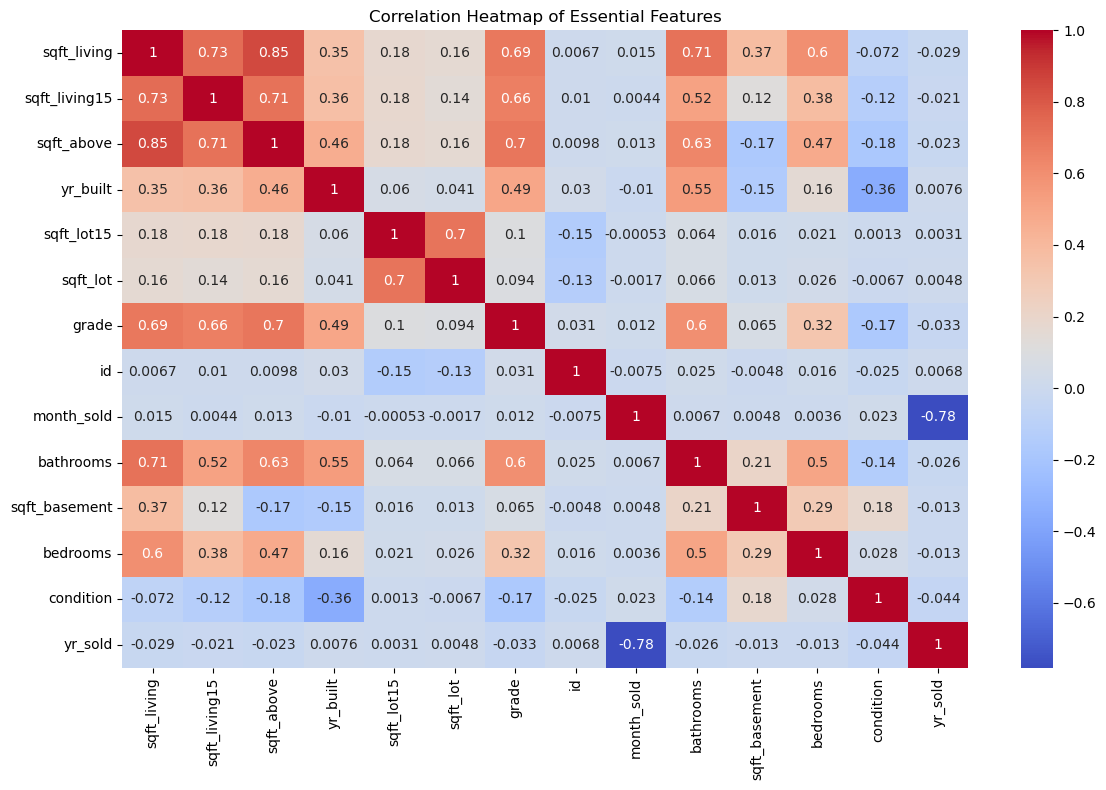 Correlation Heatmap of Essential Features
sqft_living 1 0.73 0.85 0.35 0.18 0.16 0.69 0.0067 0.015 0.71 0.37 0.6 -0.072 -0.029
sqft_living15 0.73 1 0.71 0.36 0.18 0.14 0.66 0.01 0.0044 0.52 0.12 0.38 -0.12 -0.021
sqft_above 0.85 0.71 1 0.46 0.18 0.16 0.7 0.0098 0.013 0.63 -0.17 0.47 -0.18 -0.023
yr_built 0.35 0.36 0.46 1 0.06 0.041 0.49 0.03 -0.01 0.55 -0.15 0.16 -0.36 0.0076
sqft_lot15 0.18 0.18 0.18 0.06 1 0.7 0.1 -0.15 -0.00053 0.064 0.016 0.021 0.0013 0.0031
sqft_lot 0.16 0.14 0.16 0.041 0.7 1 0.094 -0.13 -0.0017 0.066 0.013 0.026 -0.0067 0.0048
grade 0.69 0.66 0.7 0.49 0.1 0.094 1 0.031 0.012 0.6 0.065 0.32 -0.17 -0.033
id 0.0067 0.01 0.0098 0.03 -0.15 -0.13 0.031 1 -0.0075 0.025 -0.0048 0.016 -0.025 0.0068
month_sold 0.015 0.0044 0.013 -0.01 -0.00053 -0.0017 0.012 -0.0075 1 0.0067 0.0048 0.0036 0.023 -0.78
bathrooms 0.71 0.52 0.63 0.55 0.064 0.066 0.6 0.025 0.0067 1 0.21 0.5 -0.14 -0.026
sqft_basement 0.37 0.12 -0.17 -0.15 0.016 0.013 0.065 -0.0048 0.0048 0.21 1 0.29 0.18 -0.013
bedrooms 0.6 0.38 0.47 0.16 0.021 0.026 0.32 0.016 0.0036 0.5 0.29 1 0.028 -0.013
condition -0.072 -0.12 -0.18 -0.36 0.0013 -0.0067 -0.17 -0.025 0.023 -0.14 0.18 0.028 1 -0.044
yr_sold -0.029 -0.021 -0.023 0.0076 0.0031 0.0048 -0.033 0.0068 -0.78 -0.026 -0.013 -0.013 -0.044 1
sqft_living sqft_living15 sqft_above yr_built sqft_lot15 sqft_lot grade id month_sold bathrooms sqft_basement bedrooms condition yr_sold
1.0
0.8
0.6
0.4
0.2
0.0
−0.2
−0.4
−0.6